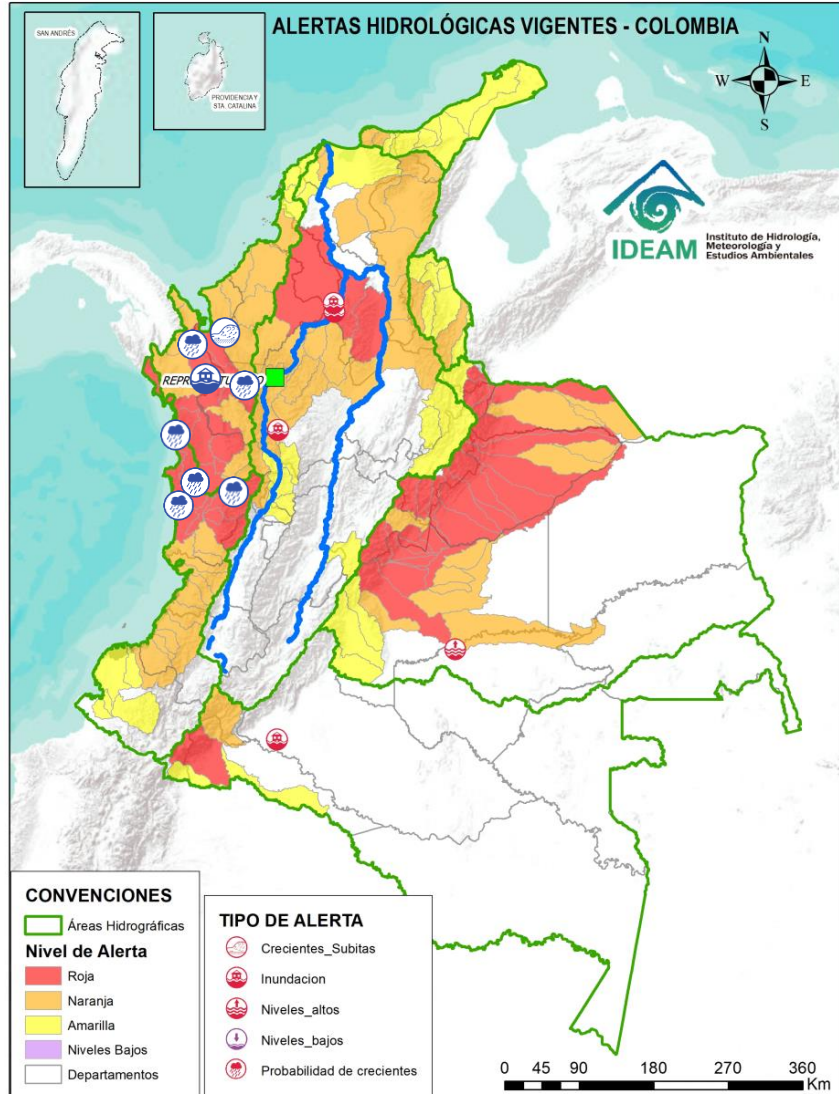 ALERTAS HIDROLÓGICAS VIGENTES - COLOMBIA
SAN ANDRÉS
PROVIDENCIA Y
STA. CATALINA
N
W
E
S
IDEAM
Instituto de Hidrología,
Meteorología y
Estudios Ambientales
CONVENCIONES
Áreas Hidrográficas
Nivel de Alerta
Roja
Naranja
Amarilla
Niveles Bajos
Departamentos
TIPO DE ALERTA
Crecientes_Subitas
Inundacion
Niveles_altos
Niveles_bajos
Probabilidad de crecientes
0 45 90 180 270 360
Km